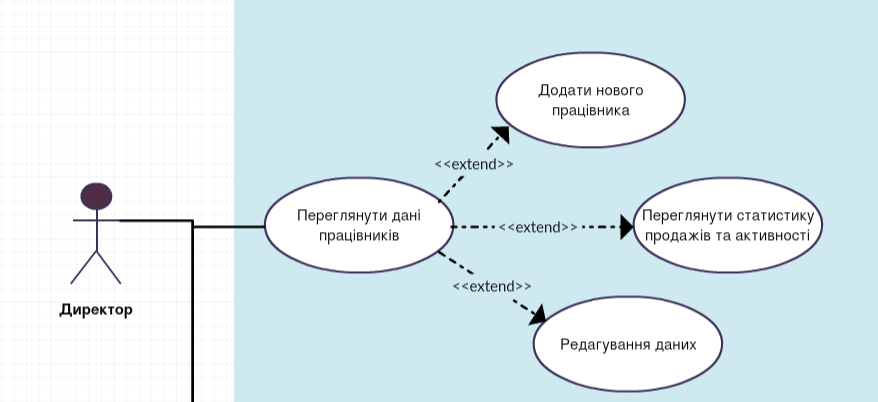 Додати нового
працівника
<<extend>>
Переглянути дані
працівників
<<extend>>
Переглянути статистику
продажів та активності
<<extend>>
Директор
Редагування даних